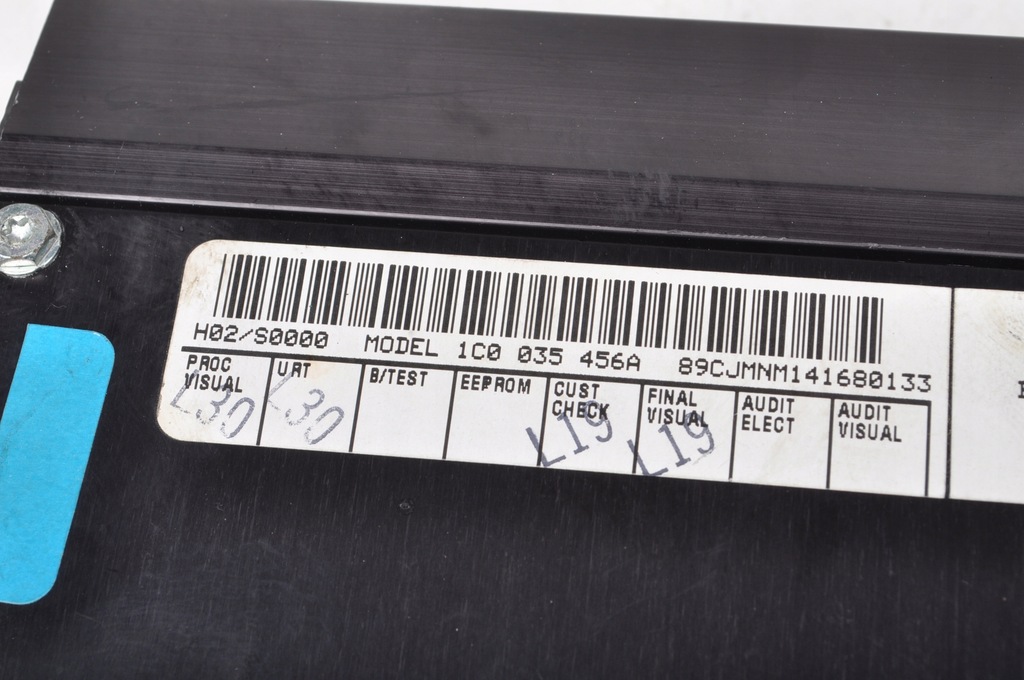 H02/S0000 MODEL 1C0 035 456A 89CJMNM141680133
PROC VISUAL
URT
B/TEST
EEPROM
CUST CHECK
FINAL VISUAL
AUDIT ELECT
AUDIT VISUAL
L30
L30
L19
L19